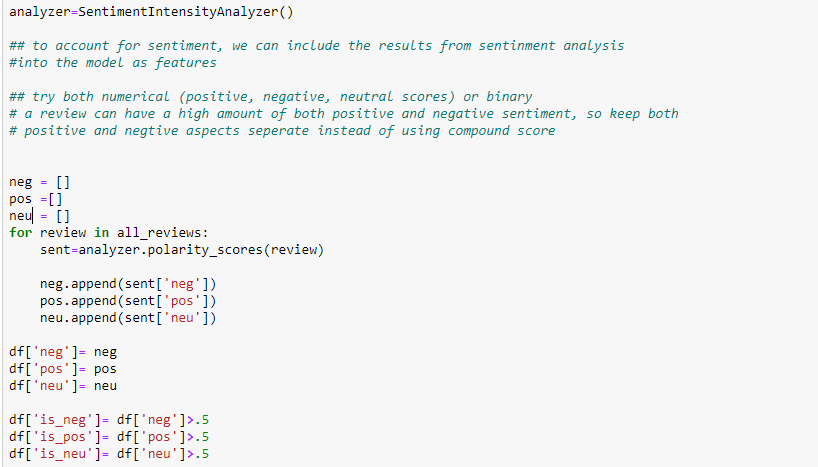 analyzer=SentimentIntensityAnalyzer()
## to account for sentiment, we can include the results from sentinment analysis
#into the model as features
## try both numerical (positive, negative, neutral scores) or binary
# a review can have a high amount of both positive and negative sentiment, so keep both
# positive and negtive aspects seperate instead of using compound score
neg = []
pos =[]
neu = []
for review in all_reviews:
    sent=analyzer.polarity_scores(review)
    neg.append(sent['neg'])
    pos.append(sent['pos'])
    neu.append(sent['neu'])
df['neg']= neg
df['pos']= pos
df['neu']= neu
df['is_neg']= df['neg']>.5
df['is_pos']= df['pos']>.5
df['is_neu']= df['neu']>.5